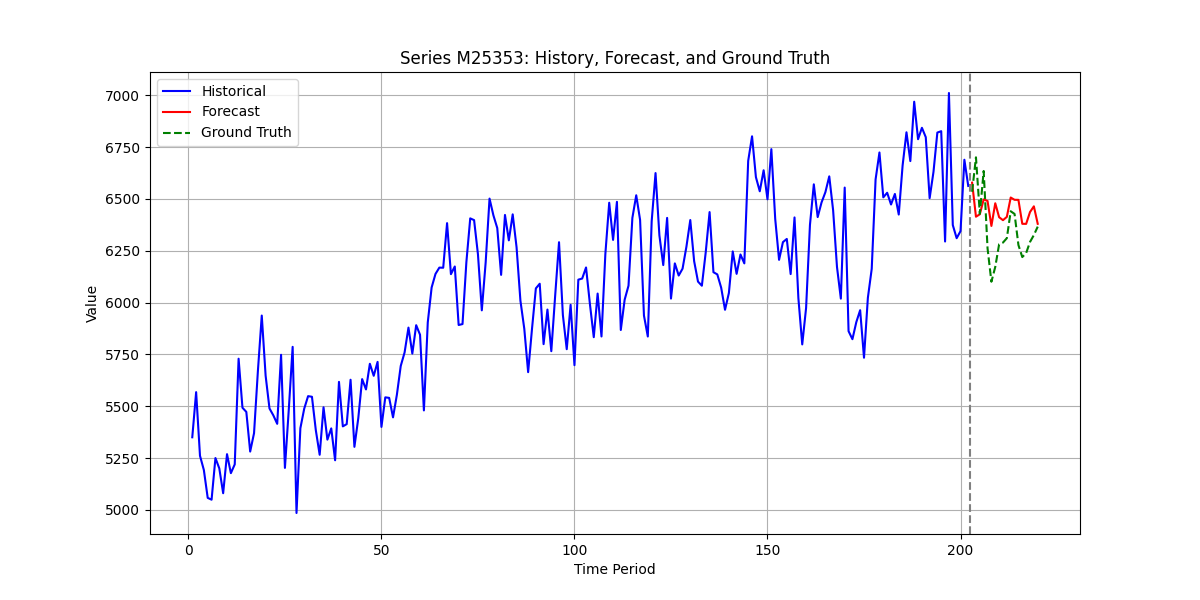 Series M25353: History, Forecast, and Ground Truth
Historical
Forecast
Ground Truth
7000
6750
6500
6250
6000
5750
5500
5250
5000
Value
0
50
100
150
200
Time Period